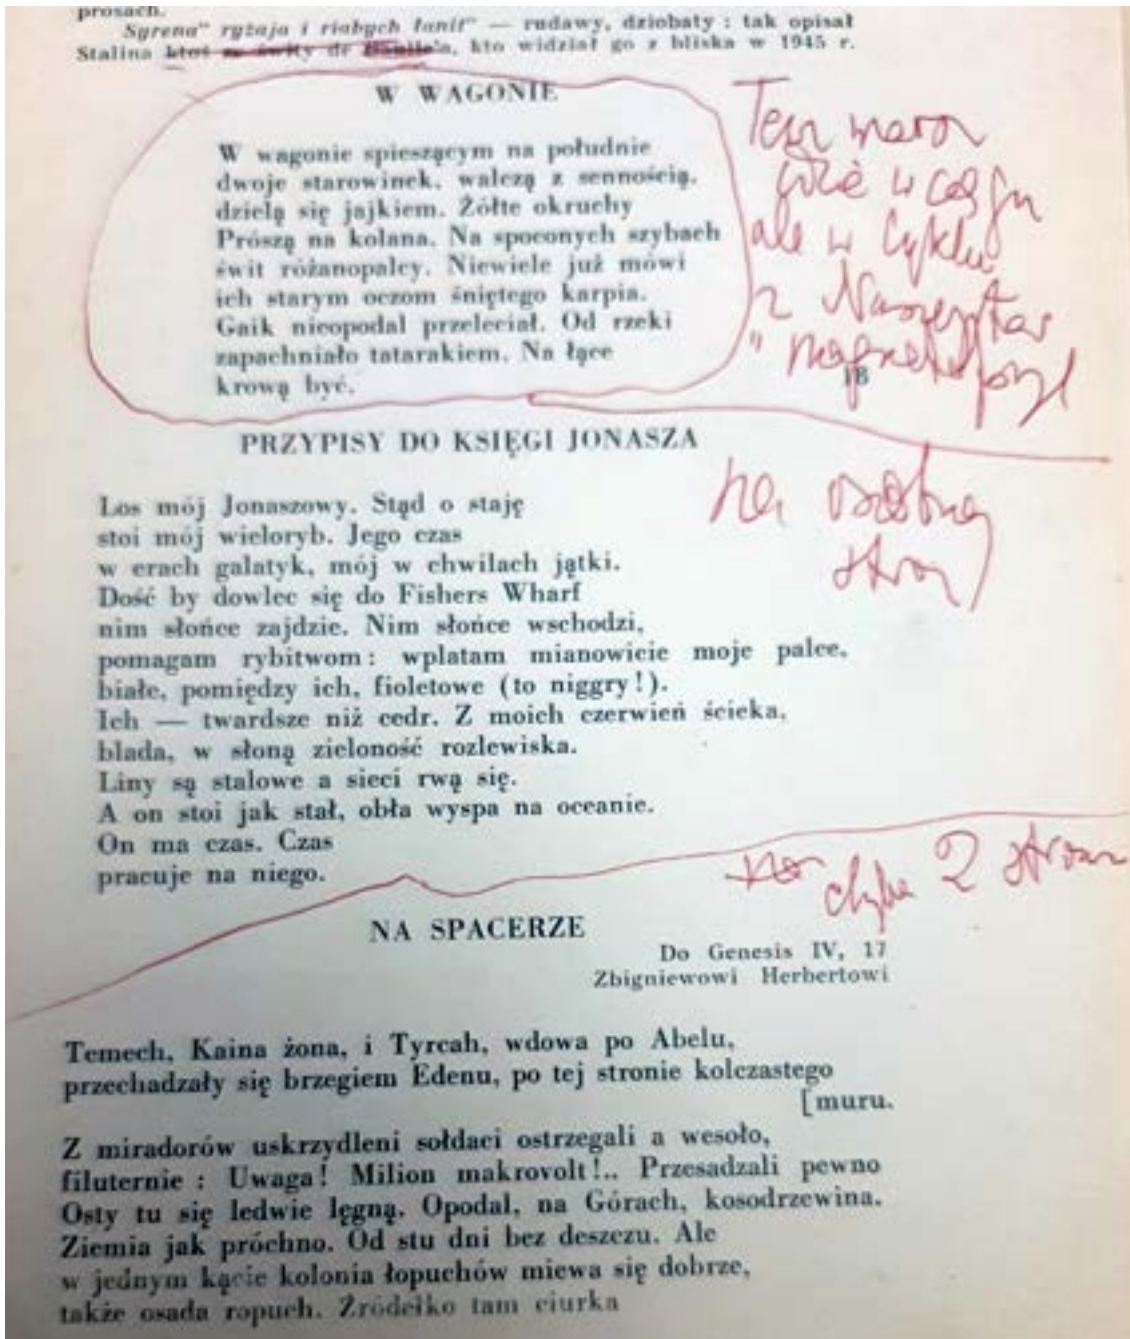 prosach.
Syrena" ryżaja i riabych łanit" — rudawy, dziobaty : tak opisał
Stalina ktoś ze świty de Gaulle'a, kto widział go z bliska w 1945 r.
W WAGONIE
W wagonie spieszącym na południe
dwoje starowinek, walczą z sennością,
dzielą się jajkiem. Żółte okruchy
Prószą na kolana. Na spoconych szybach
świt różanopalcy. Niewiele już mówi
ich starym oczom śniętego karpia.
Gaik nieopodal przeleciał. Od rzeki
zapachniało tatarakiem. Na łące
krową być.
Ten
w
ale w Cyklu
z
"
18
PRZYPISY DO KSIĘGI JONASZA
na osobnej
stron
Los mój Jonaszowy. Stąd o staję
stoi mój wieloryb. Jego czas
w erach galatyk, mój w chwilach jątki.
Dość by dowlec się do Fishers Wharf
nim słońce zajdzie. Nim słońce wschodzi,
pomagam rybitwom : wplatam mianowicie moje palce,
białe, pomiędzy ich, fioletowe (to niggry!).
Ich — twardsze niż cedr. Z moich czerwień ścieka,
blada, w słoną zieloność rozlewiska.
Liny są stalowe a sieci rwą się.
A on stoi jak stał, obła wyspa na oceanie.
On ma czas. Czas
pracuje na niego.
chyba 2 stron
NA SPACERZE
Do Genesis IV, 17
Zbigniewowi Herbertowi
Temech, Kaina żona, i Tyrcah, wdowa po Abelu,
przechadzały się brzegiem Edenu, po tej stronie kolczastego
[muru.
Z miradorów uskrzydleni sołdaci ostrzegali a wesoło,
filuternie : Uwaga! Milion makrovolt!.. Przesadzali pewno
Osty tu się ledwie lęgną. Opodal, na Górach, kosodrzewina.
Ziemia jak próchno. Od stu dni bez deszczu. Ale
w jednym kącie kolonia łopuchów miewa się dobrze,
także osada ropuch. Źródełko tam ciurka